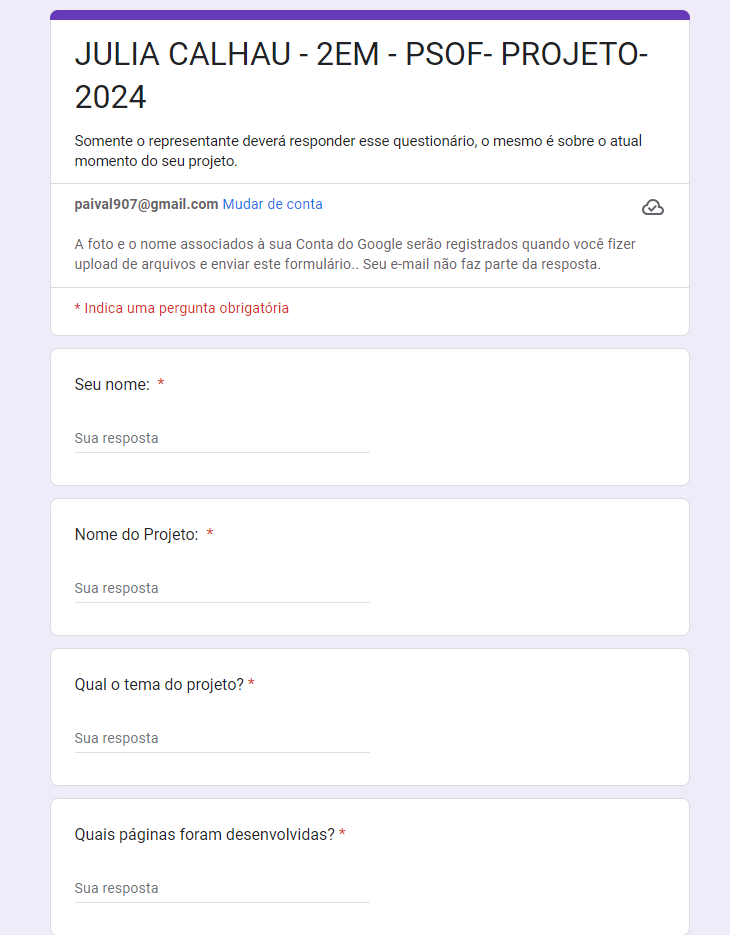 JULIA CALHAU - 2EM - PSOF- PROJETO-
2024
Somente o representante deverá responder esse questionário, o mesmo é sobre o atual
momento do seu projeto.
paival907@gmail.com Mudar de conta
A foto e o nome associados à sua Conta do Google serão registrados quando você fizer
upload de arquivos e enviar este formulário.. Seu e-mail não faz parte da resposta.
* Indica uma pergunta obrigatória
Seu nome: *
Sua resposta
Nome do Projeto: *
Sua resposta
Qual o tema do projeto? *
Sua resposta
Quais páginas foram desenvolvidas? *
Sua resposta